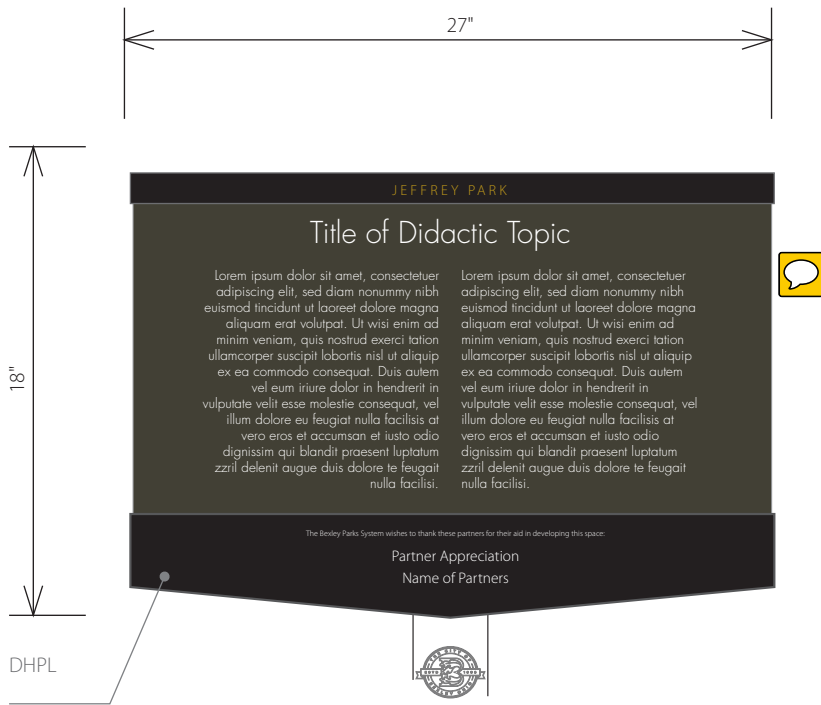 27"
18"
JEFFREY PARK
Title of Didactic Topic
Lorem ipsum dolor sit amet, consectetuer
adipiscing elit, sed diam nonummy nibh
euismod tincidunt ut laoreet dolore magna
aliquam erat volutpat. Ut wisi enim ad
minim veniam, quis nostrud exerci tation
ullamcorper suscipit lobortis nisl ut aliquip
ex ea commodo consequat. Duis autem
vel eum iriure dolor in hendrerit in
vulputate velit esse molestie consequat, vel
illum dolore eu feugiat nulla facilisis at
vero eros et accumsan et iusto odio
dignissim qui blandit praesent luptatum
zzril delenit augue duis dolore te feugait
nulla facilisi.
Lorem ipsum dolor sit amet, consectetuer
adipiscing elit, sed diam nonummy nibh
euismod tincidunt ut laoreet dolore magna
aliquam erat volutpat. Ut wisi enim ad
minim veniam, quis nostrud exerci tation
ullamcorper suscipit lobortis nisl ut aliquip
ex ea commodo consequat. Duis autem
vel eum iriure dolor in hendrerit in
vulputate velit esse molestie consequat, vel
illum dolore eu feugiat nulla facilisis at
vero eros et accumsan et iusto odio
dignissim qui blandit praesent luptatum
zzril delenit augue duis dolore te feugait
nulla facilisi.
The Bexley Parks System wishes to thank these partners for their aid in developing this space:
Partner Appreciation
Name of Partners
DHPL
THE CITY OF
B
BEXLEY OHIO